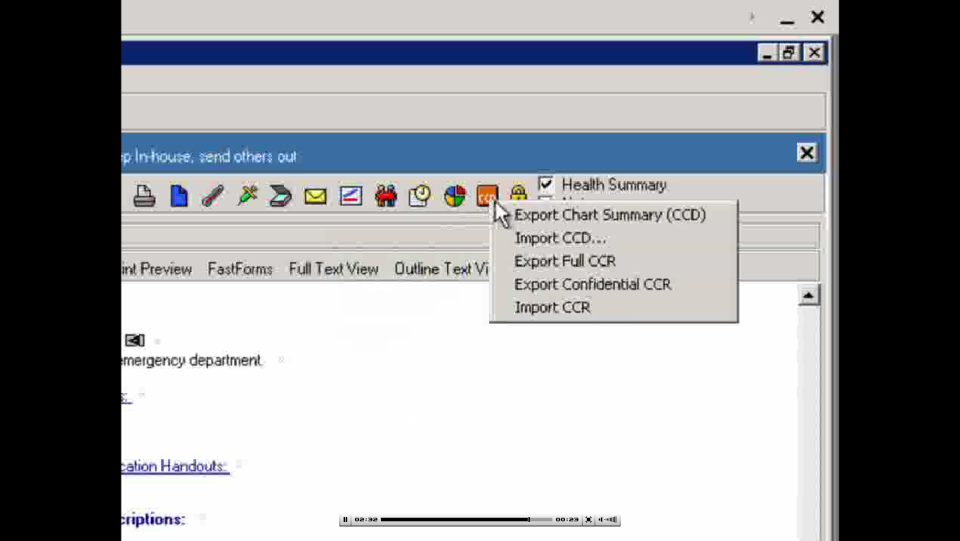 p In-house, send others out
Health Summary
Export Chart Summary (CCD)
Import CCD...
Export Full CCR
Export Confidential CCR
Import CCR
int Preview FastForms Full Text View Outline Text Vi
emergency department.
s:
cation Handouts:
criptions:
02:32 00:23